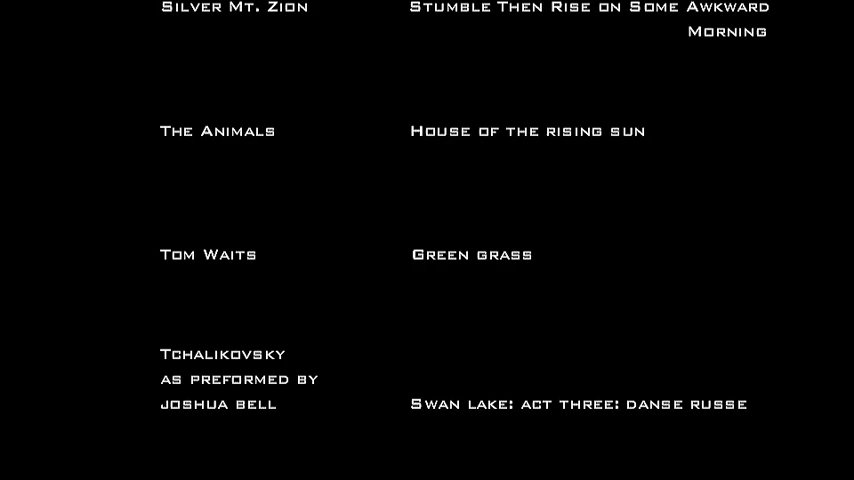 Silver Mt. Zion Stumble Then Rise on Some Awkward
Morning
The Animals House of the rising sun
Tom Waits Green grass
Tchalikovsky
as preformed by
joshua bell Swan lake: act three: danse russe